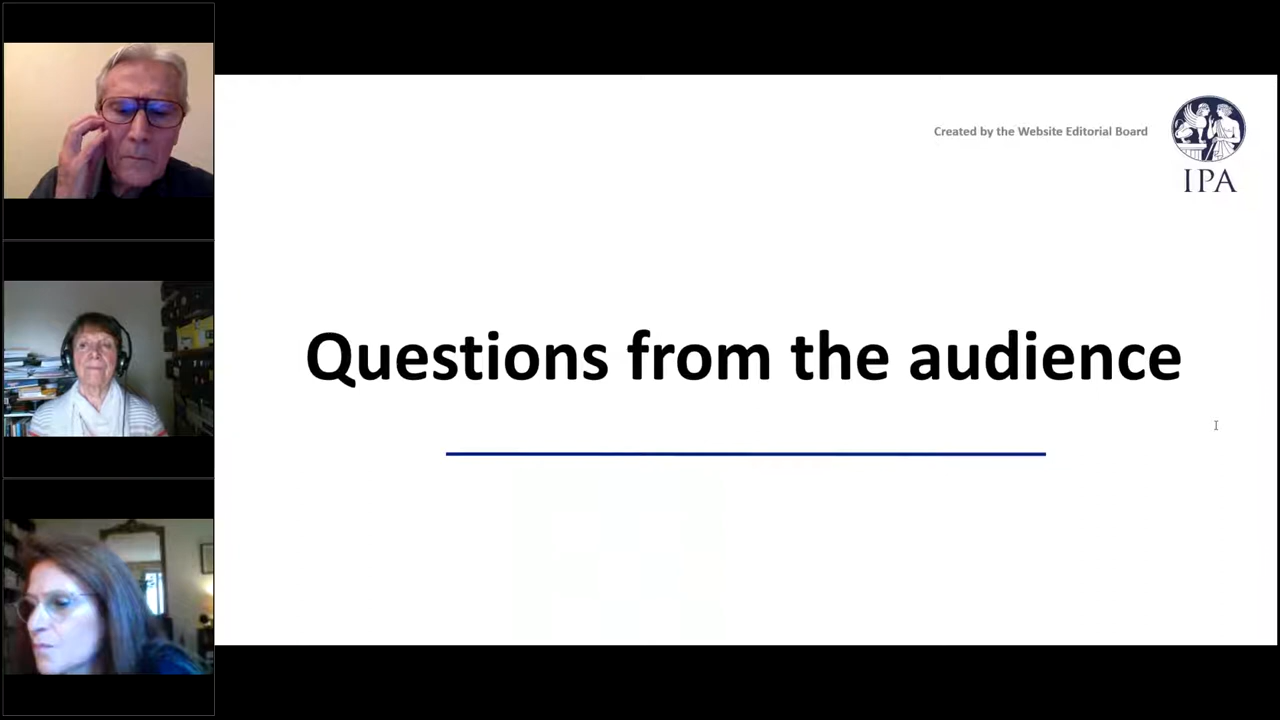 Created by the Website Editorial Board
IPA
Questions from the audience